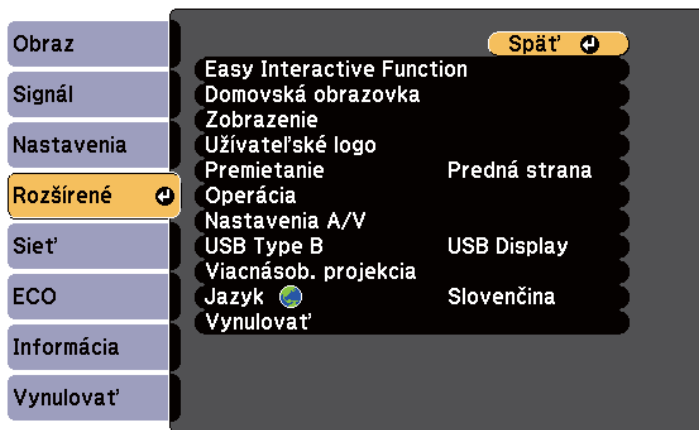 Obraz
Signál
Nastavenia
Rozšírené
Sieť
ECO
Informácia
Vynulovať
Späť
Easy Interactive Function
Domovská obrazovka
Zobrazenie
Užívateľské logo
Premietanie Predná strana
Operácia
Nastavenia A/V
USB Type B USB Display
Viacnásob. projekcia
Jazyk Slovenčina
Vynulovať